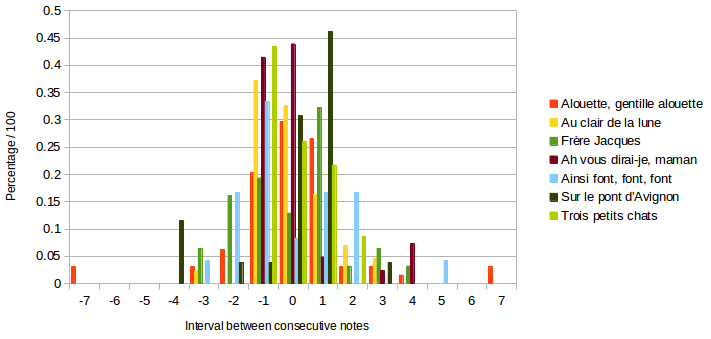 0.5
0.45
0.4
0.35
0.3
0.25
0.2
0.15
0.1
0.05
0
Percentage / 100
-7 -6 -5 -4 -3 -2 -1 0 1 2 3 4 5 6 7
Interval between consecutive notes
Alouette, gentille alouette
Au clair de la lune
Frère Jacques
Ah vous dirai-je, maman
Ainsi font, font, font
Sur le pont d'Avignon
Trois petits chats